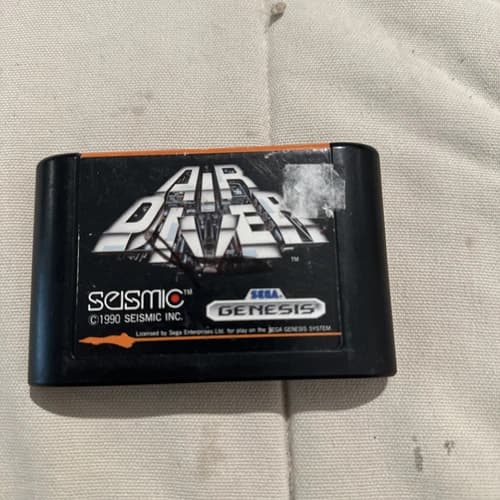 AIR
DIVER
TM
SEISMIC™
©1990 SEISMIC INC.
SEGA
GENESIS
Licensed by Sega Enterprises Ltd. for play on the SEGA GENESIS SYSTEM.